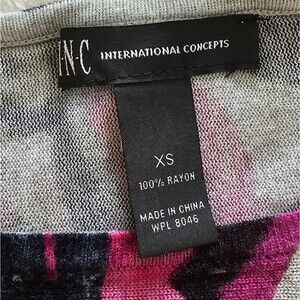 I·N·C INTERNATIONAL CONCEPTS
XS
100% RAYON
MADE IN CHINA
WPL 8046